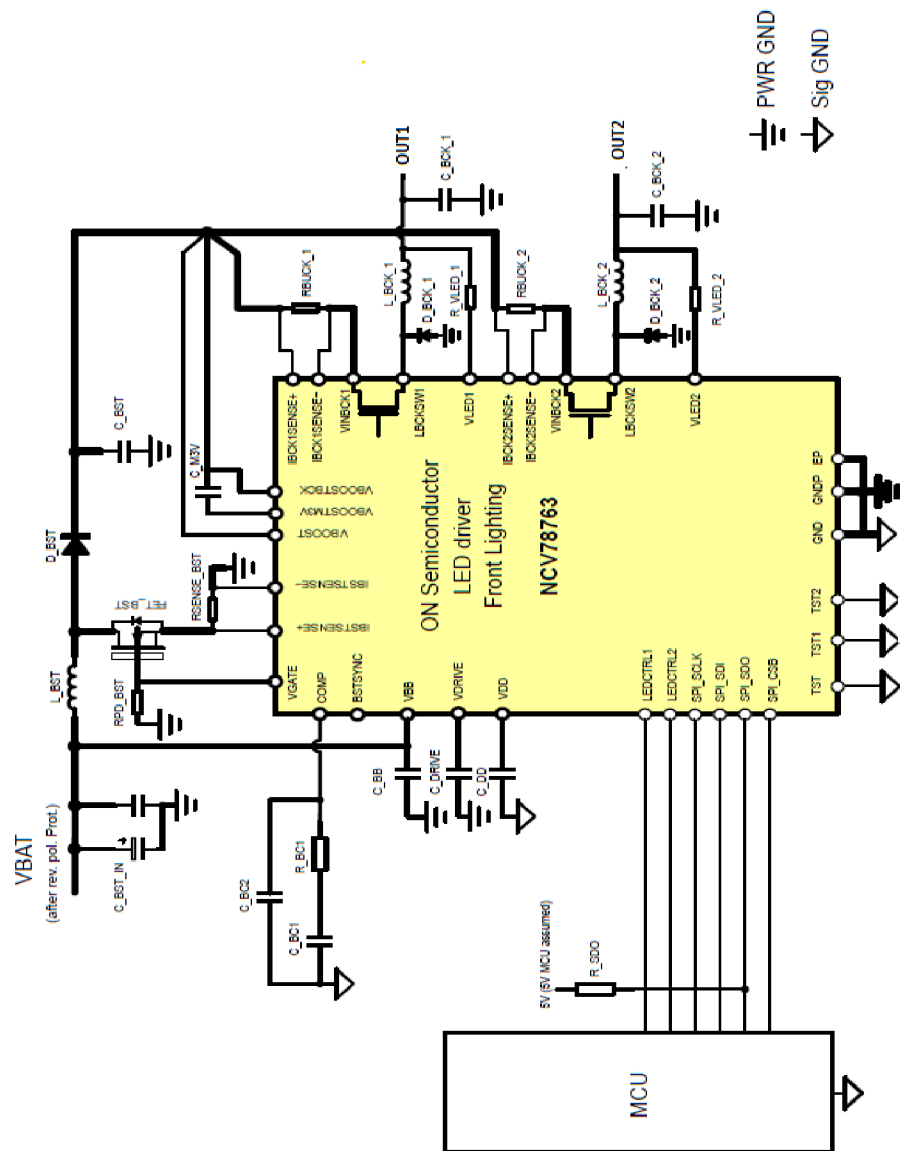 VBAT
(after rev. pol. Prot.)
C_BST_IN
L_BST
RPD_BST
FET_BST
RSENSE_BST
D_BST
C_BST
C_M3V
RBUCK_1
L_BCK_1
D_BCK_1
R_VLED_1
C_BCK_1
OUT1
RBUCK_2
L_BCK_2
D_BCK_2
R_VLED_2
C_BCK_2
. OUT2
PWR GND
Sig GND
VGATE
IBSTSENSE+
IBSTSENSE-
VBOOST
VBOOSTM3V
VBOOSTBCK
IBCK1SENSE+
IBCK1SENSE-
VINBCK1
LBCKSW1
VLED1
IBCK2SENSE+
IBCK2SENSE-
VINBCK2
LBCKSW2
VLED2
ON Semiconductor
LED driver
Front Lighting
NCV78763
COMP
BSTSYNC
VBB
VDRIVE
VDD
LEDCTRL1
LEDCTRL2
SPI_SCLK
SPI_SDI
SPI_SDO
SPI_CSB
TST
TST1
TST2
GND
GNDP
EP
C_BC2
R_BC1
C_BC1
C_BB
C_DRIVE
C_DD
5V (5V MCU assumed)
R_SDO
MCU